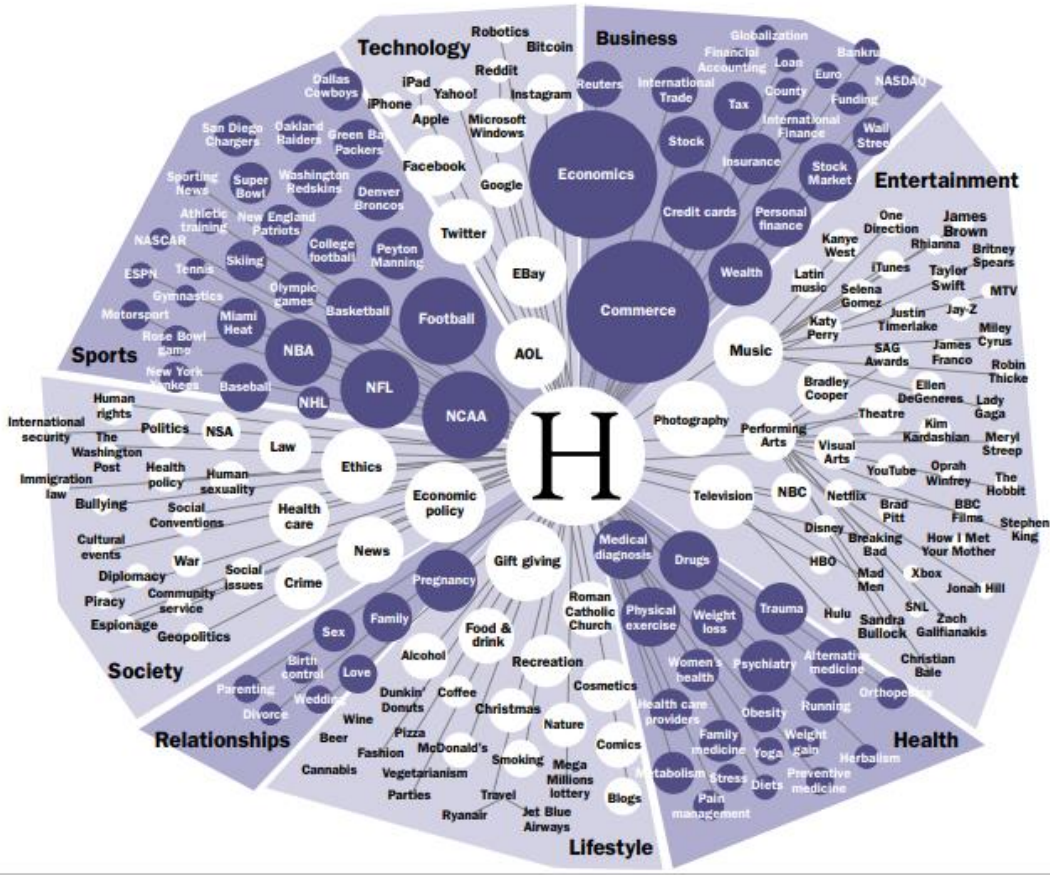 Technology
Robotics
Bitcoin
Reddit
iPad
Yahoo!
Instagram
iPhone
Apple
Microsoft
Windows
Facebook
Google
Twitter
EBay
AOL
Business
Globalization
Financial
Accounting
Loan
Bankru
Reuters
International
Trade
Euro
NASDAQ
Tax
County
Funding
Stock
International
Finance
Wall
Stree
Economics
Insurance
Stock
Market
Credit cards
Personal
finance
Wealth
Commerce
Entertainment
One
Direction
James
Brown
Kanye
West
Rhianna
Britney
Spears
Latin
music
iTunes
Taylor
Swift
Selena
Gomez
MTV
Katy
Perry
Justin
Timerlake
Jay-Z
Miley
Cyrus
Music
SAG
Awards
James
Franco
Robin
Thicke
Bradley
Cooper
Ellen
DeGeneres
Lady
Gaga
Photography
Performing
Arts
Theatre
Kim
Kardashian
Meryl
Streep
Visual
Arts
YouTube
Oprah
Winfrey
The
Hobbit
Television
NBC
Netflix
Brad
Pitt
BBC
Films
Stephen
King
Disney
Breaking
Bad
How I Met
Your Mother
HBO
Mad
Men
Xbox
Jonah Hill
Hulu
SNL
Sandra
Bullock
Zach
Galifianakis
Christian
Bale
Sports
Dallas
Cowboys
San Diego
Chargers
Oakland
Raiders
Green Bay
Packers
Sporting
News
Super
Bowl
Washington
Redskins
Denver
Broncos
Athletic
training
New England
Patriots
NASCAR
Skiing
College
football
Peyton
Manning
ESPN
Tennis
Gymnastics
Olympic
games
Basketball
Football
Motorsport
Miami
Heat
Rose Bowl
game
NBA
New York
Yankees
Baseball
NHL
NFL
NCAA
H
Society
Human
rights
International
security
Politics
NSA
Law
The
Washington
Post
Ethics
Immigration
law
Health
policy
Human
sexuality
Economic
policy
Bullying
Social
Conventions
Health
care
Cultural
events
War
News
Diplomacy
Social
issues
Crime
Piracy
Community
service
Espionage
Geopolitics
Relationships
Pregnancy
Family
Sex
Birth
control
Love
Parenting
Wedding
Divorce
Lifestyle
Gift giving
Roman
Catholic
Church
Food &
drink
Alcohol
Recreation
Cosmetics
Dunkin'
Donuts
Coffee
Christmas
Wine
Nature
Beer
Pizza
Fashion
McDonald's
Comics
Smoking
Cannabis
Vegetarianism
Mega
Millions
lottery
Parties
Travel
Blogs
Ryanair
Jet Blue
Airways
Health
Medical
diagnosis
Drugs
Physical
exercise
Weight
loss
Trauma
Women's
health
Psychiatry
Alternative
medicine
Orthopedics
Health care
providers
Obesity
Running
Family
medicine
Yoga
Weight
gain
Herbalism
Metabolism
Stress
Diets
Preventive
medicine
Pain
management